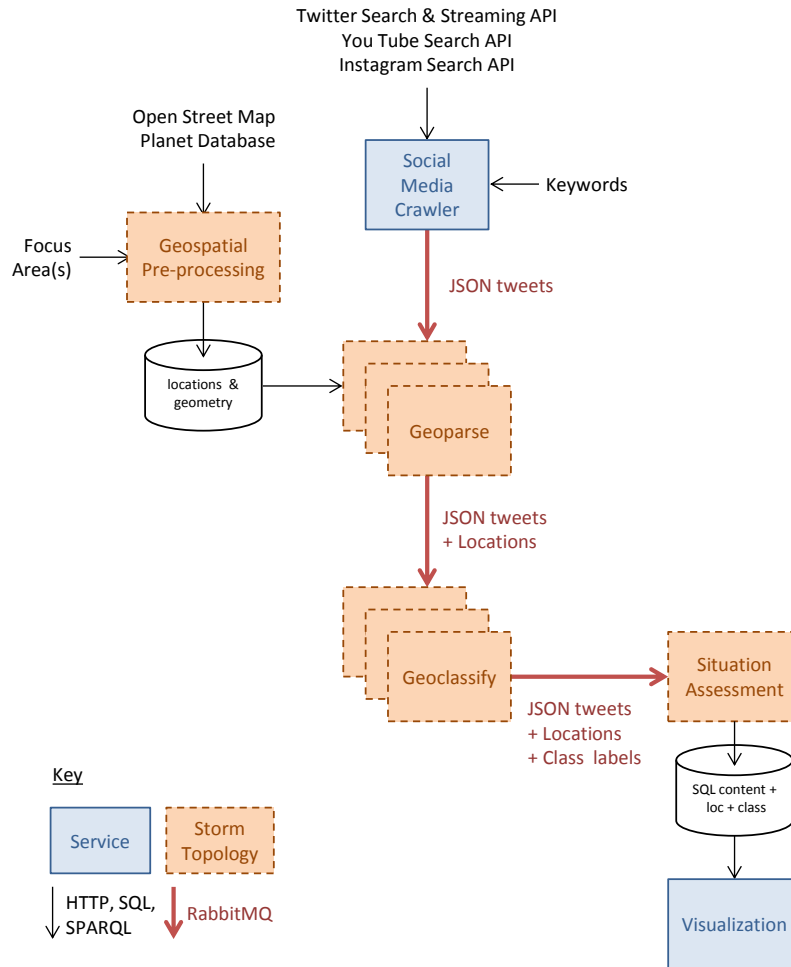 Twitter Search & Streaming API
You Tube Search API
Instagram Search API
Open Street Map
Planet Database
Social
Media
Crawler
Keywords
Focus
Area(s)
Geospatial
Pre-processing
JSON tweets
locations &
geometry
Geoparse
JSON tweets
+ Locations
Geoclassify
Situation
Assessment
JSON tweets
+ Locations
+ Class labels
SQL content +
loc + class
Key
Service
Storm
Topology
HTTP, SQL,
SPARQL
RabbitMQ
Visualization